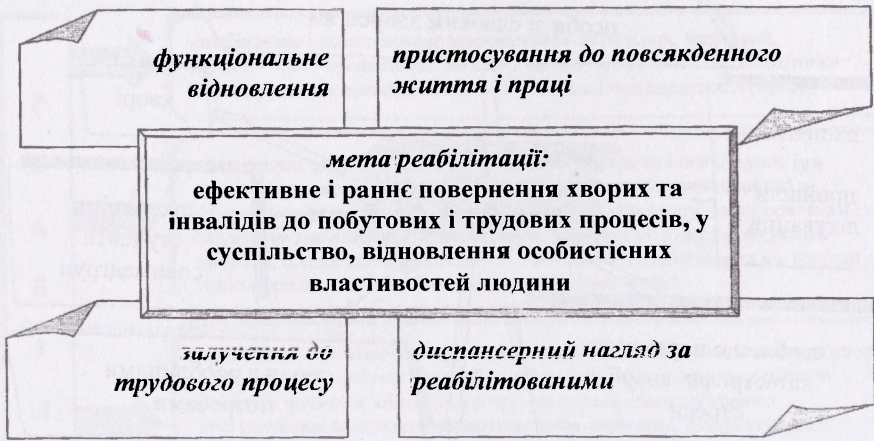 функціональне
відновлення
пристосування до повсякденного
життя і праці
мета реабілітації:
ефективне і раннє повернення хворих та
інвалідів до побутових і трудових процесів, у
суспільство, відновлення особистісних
властивостей людини
залучення до
трудового процесу
диспансерний нагляд за
реабілітованими